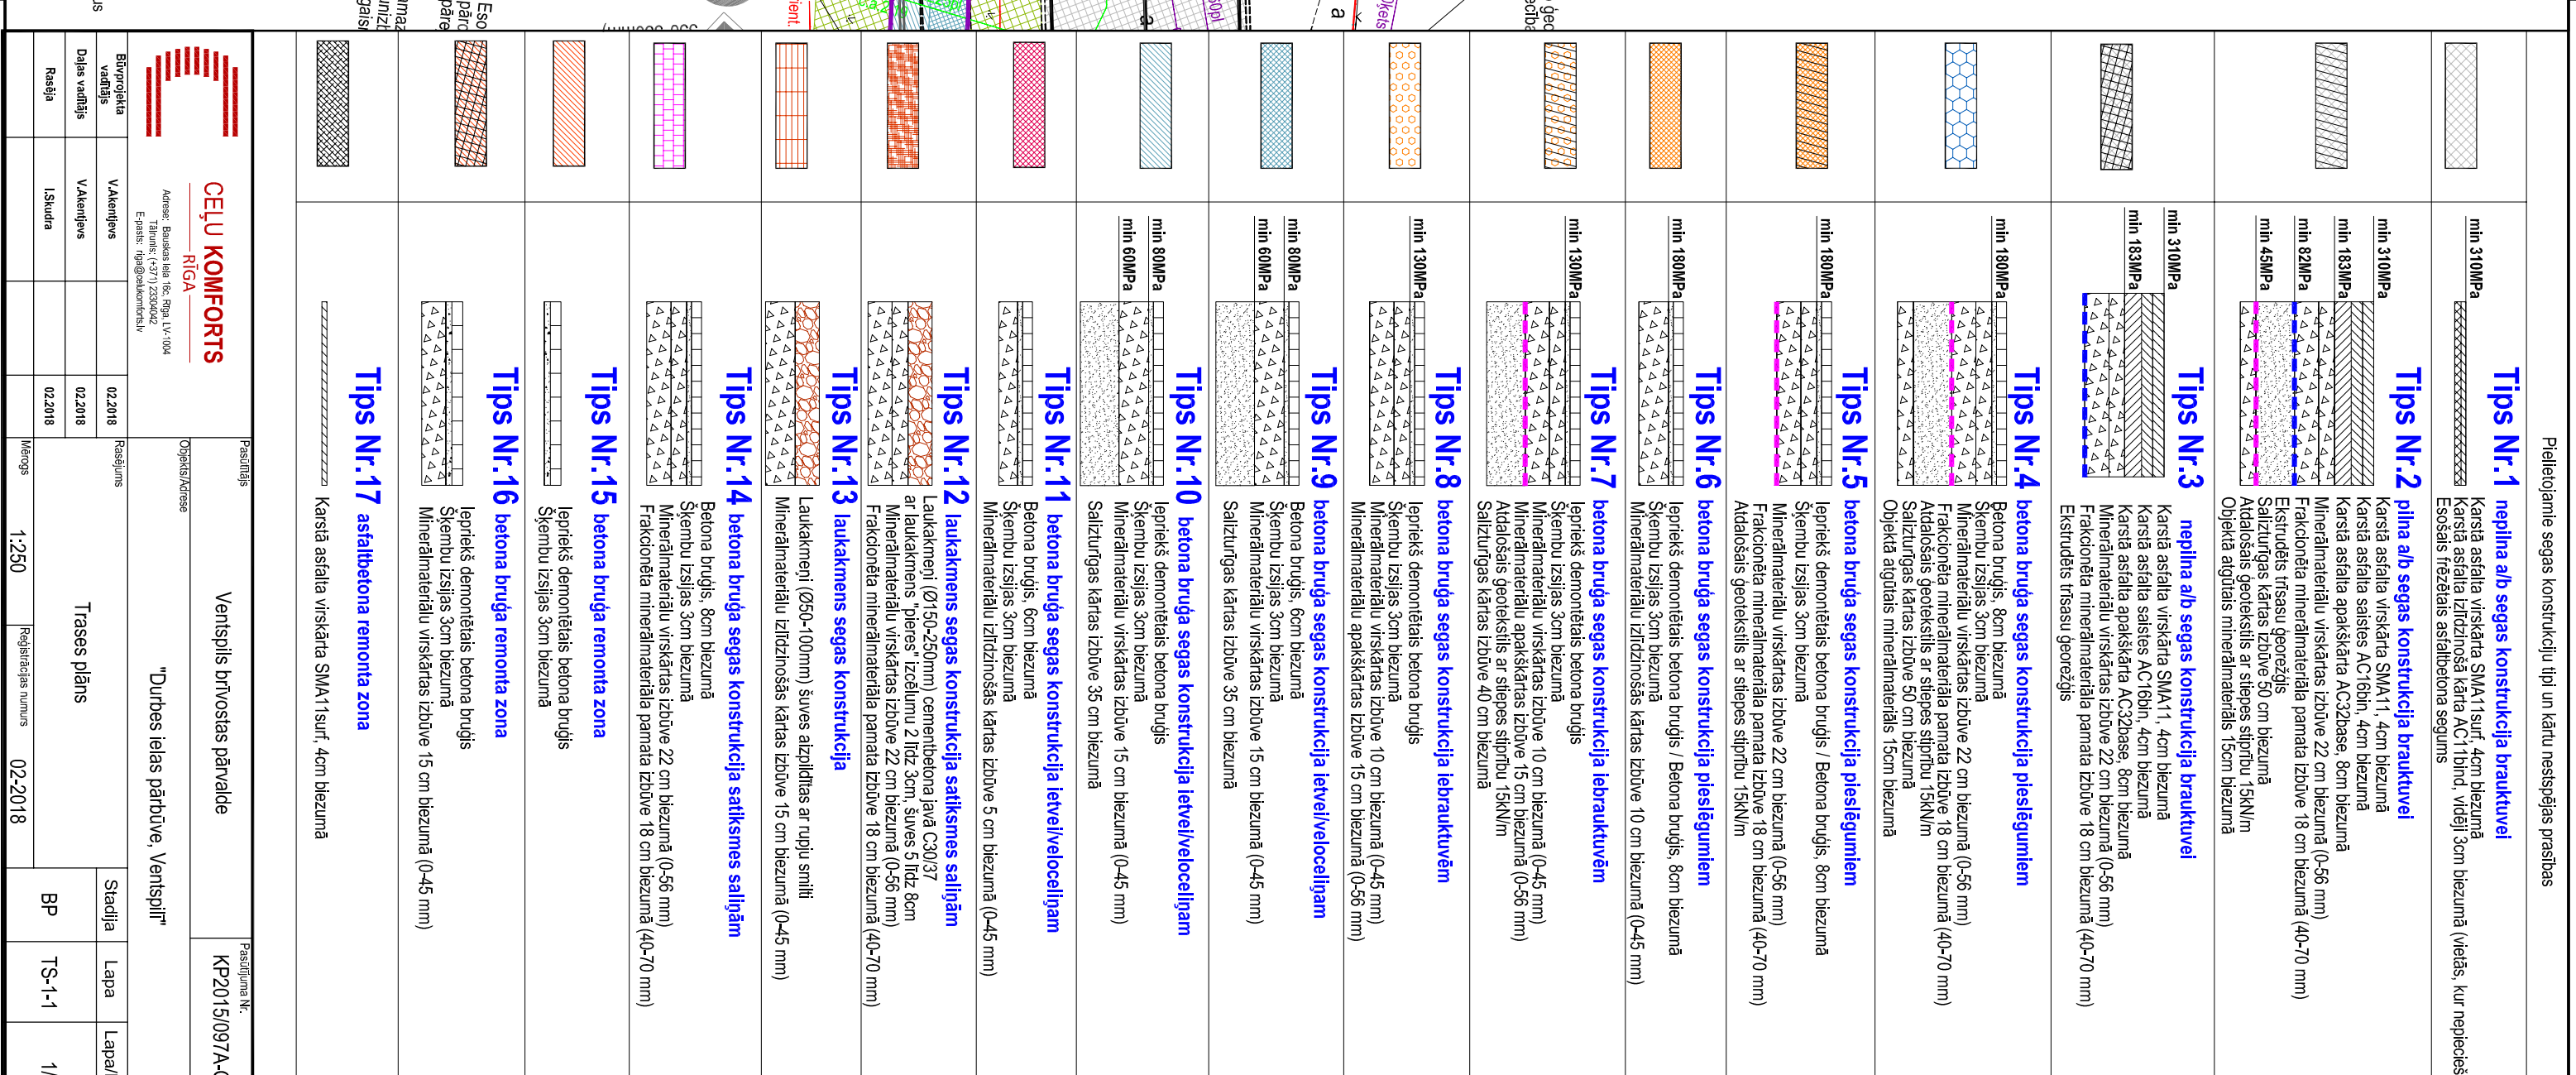 Pielietojamie segas konstrukciju tipi un kārtu nestspējas prasības
Tips Nr.1 nepilna a/b segas konstrukcija brauktuvei
min 310MPa
Karstā asfalta virskārta SMA11surf, 4cm biezumā
Karstā asfalta izlīdzinošā kārta AC11bind, vidēji 3cm biezumā (vietās, kur nepiecieš
Esošais frēzētais asfaltbetona segums
Tips Nr.2 pilna a/b segas konstrukcija brauktuvei
min 310MPa
min 183MPa
min 82MPa
min 45MPa
Karstā asfalta virskārta SMA11, 4cm biezumā
Karstā asfalta saistes AC16bin, 4cm biezumā
Karstā asfalta apakškārta AC32base, 8cm biezumā
Minerālmateriālu virskārtas izbūve 22 cm biezumā (0-56 mm)
Frakcionēta minerālmateriāla pamata izbūve 18 cm biezumā (40-70 mm)
Ekstrudēts trīsasu ģeorežģis
Salizturīgas kārtas izbūve 50 cm biezumā
Atdalošais ģeotekstils ar stiepes stiprību 15kN/m
Objektā atgūtais minerālmateriāls 15cm biezumā
Tips Nr.3 nepilna a/b segas konstrukcija brauktuvei
min 310MPa
min 183MPa
Karstā asfalta virskārta SMA11, 4cm biezumā
Karstā asfalta saistes AC16bin, 4cm biezumā
Karstā asfalta apakškārta AC32base, 8cm biezumā
Minerālmateriālu virskārtas izbūve 22 cm biezumā (0-56 mm)
Frakcionēta minerālmateriāla pamata izbūve 18 cm biezumā (40-70 mm)
Ekstrudēts trīsasu ģeorežģis
Tips Nr.4 betona bruģa segas konstrukcija pieslēgumiem
min 180MPa
Betona bruģis, 8cm biezumā
Šķembu izsijas 3cm biezumā
Minerālmateriālu virskārtas izbūve 22 cm biezumā (0-56 mm)
Frakcionēta minerālmateriāla pamata izbūve 18 cm biezumā (40-70 mm)
Atdalošais ģeotekstils ar stiepes stiprību 15kN/m
Salizturīgas kārtas izbūve 50 cm biezumā
Objektā atgūtais minerālmateriāls 15cm biezumā
Tips Nr.5 betona bruģa segas konstrukcija pieslēgumiem
min 180MPa
Iepriekš demontētais betona bruģis / Betona bruģis, 8cm biezumā
Šķembu izsijas 3cm biezumā
Minerālmateriālu virskārtas izbūve 22 cm biezumā (0-56 mm)
Frakcionēta minerālmateriāla pamata izbūve 18 cm biezumā (40-70 mm)
Atdalošais ģeotekstils ar stiepes stiprību 15kN/m
Tips Nr.6 betona bruģa segas konstrukcija pieslēgumiem
min 180MPa
Iepriekš demontētais betona bruģis / Betona bruģis, 8cm biezumā
Šķembu izsijas 3cm biezumā
Minerālmateriālu izlīdzinošās kārtas izbūve 10 cm biezumā (0-45 mm)
Tips Nr.7 betona bruģa segas konstrukcija iebrauktuvēm
min 130MPa
Iepriekš demontētais betona bruģis
Šķembu izsijas 3cm biezumā
Minerālmateriālu virskārtas izbūve 10 cm biezumā (0-45 mm)
Minerālmateriālu apakškārtas izbūve 15 cm biezumā (0-56 mm)
Atdalošais ģeotekstils ar stiepes stiprību 15kN/m
Salizturīgas kārtas izbūve 40 cm biezumā
Tips Nr.8 betona bruģa segas konstrukcija iebrauktuvēm
min 130MPa
Iepriekš demontētais betona bruģis
Šķembu izsijas 3cm biezumā
Minerālmateriālu virskārtas izbūve 10 cm biezumā (0-45 mm)
Minerālmateriālu apakškārtas izbūve 15 cm biezumā (0-56 mm)
Tips Nr.9 betona bruģa segas konstrukcija ietvei/veloceliņam
min 80MPa
min 60MPa
Betona bruģis, 6cm biezumā
Šķembu izsijas 3cm biezumā
Minerālmateriālu virskārtas izbūve 15 cm biezumā (0-45 mm)
Salizturīgas kārtas izbūve 35 cm biezumā
Tips Nr.10 betona bruģa segas konstrukcija ietvei/veloceliņam
min 80MPa
min 60MPa
Iepriekš demontētais betona bruģis
Šķembu izsijas 3cm biezumā
Minerālmateriālu virskārtas izbūve 15 cm biezumā (0-45 mm)
Salizturīgas kārtas izbūve 35 cm biezumā
Tips Nr.11 betona bruģa segas konstrukcija ietvei/veloceliņam
Betona bruģis, 6cm biezumā
Šķembu izsijas 3cm biezumā
Minerālmateriālu izlīdzinošās kārtas izbūve 5 cm biezumā (0-45 mm)
Tips Nr.12 laukakmens segas konstrukcija satiksmes saliņām
Laukakmeņi (Ø150-250mm) cementbetona javā C30/37
ar laukakmens "pieres" izcēlumu 2 līdz 3cm, šuves 5 līdz 8cm
Minerālmateriālu virskārtas izbūve 22 cm biezumā (0-56 mm)
Frakcionēta minerālmateriāla pamata izbūve 18 cm biezumā (40-70 mm)
Tips Nr.13 laukakmens segas konstrukcija
Laukakmeņi (Ø50-100mm) šuves aizpildītas ar rupju smilti
Minerālmateriālu izlīdzinošās kārtas izbūve 15 cm biezumā (0-45 mm)
Tips Nr.14 betona bruģa segas konstrukcija satiksmes saliņām
Betona bruģis, 8cm biezumā
Šķembu izsijas 3cm biezumā
Minerālmateriālu virskārtas izbūve 22 cm biezumā (0-56 mm)
Frakcionēta minerālmateriāla pamata izbūve 18 cm biezumā (40-70 mm)
Tips Nr.15 betona bruģa remonta zona
Iepriekš demontētais betona bruģis
Šķembu izsijas 3cm biezumā
Tips Nr.16 betona bruģa remonta zona
Iepriekš demontētais betona bruģis
Šķembu izsijas 3cm biezumā
Minerālmateriālu virskārtas izbūve 15 cm biezumā (0-45 mm)
Tips Nr.17 asfaltbetona remonta zona
Karstā asfalta virskārta SMA11surf, 4cm biezumā
CEĻU KOMFORTS
RĪGA
Adrese: Bauskas iela 16c, Rīga, LV-1004
Tālrunis: (+371) 23304042
E-pasts: riga@celukomforts.lv
Pasūtītājs
Ventspils brīvostas pārvalde
Pasūtījuma Nr.
KP2015/097A-
Objekts/Adrese
"Durbes ielas pārbūve, Ventspilī"
Būvprojekta vadītājs V.Akentjevs 02.2018
Daļas vadītājs V.Akentjevs 02.2018
Rasēja I.Skudra 02.2018
Rasējums
Trases plāns
Stadija Lapa Lapa/
BP TS-1-1 1/
Mērogs 1:250
Reģistrācijas numurs 02-2018